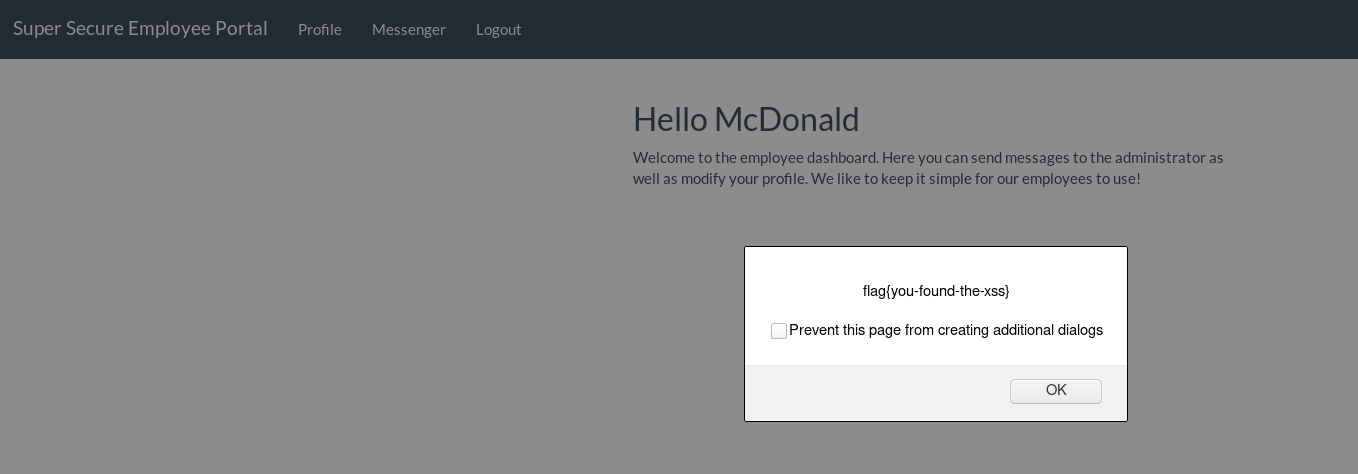 Super Secure Employee Portal Profile Messenger Logout
Hello McDonald
Welcome to the employee dashboard. Here you can send messages to the administrator as
well as modify your profile. We like to keep it simple for our employees to use!
flag{you-found-the-xss}
Prevent this page from creating additional dialogs
OK